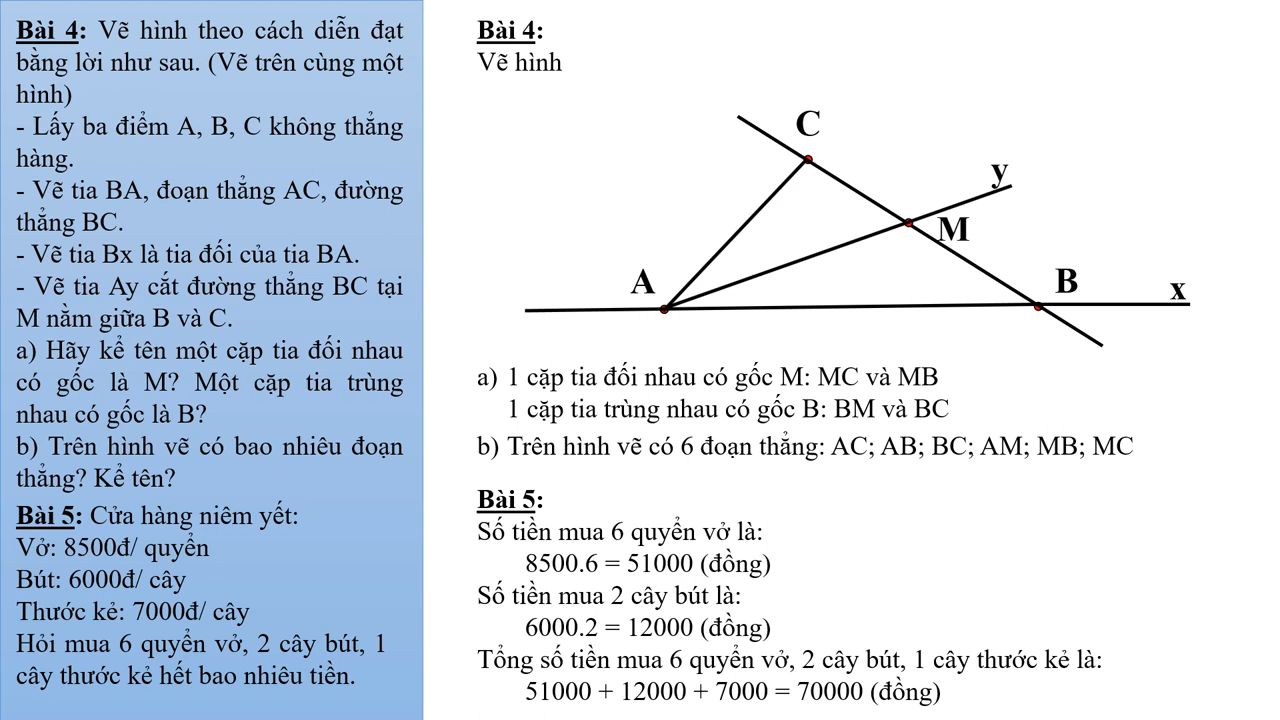 Bài 4: Vẽ hình theo cách diễn đạt
bằng lời như sau. (Vẽ trên cùng một
hình)
- Lấy ba điểm A, B, C không thẳng
hàng.
- Vẽ tia BA, đoạn thẳng AC, đường
thẳng BC.
- Vẽ tia Bx là tia đối của tia BA.
- Vẽ tia Ay cắt đường thẳng BC tại
M nằm giữa B và C.
a) Hãy kể tên một cặp tia đối nhau
có gốc là M? Một cặp tia trùng
nhau có gốc là B?
b) Trên hình vẽ có bao nhiêu đoạn
thẳng? Kể tên?
Bài 5: Cửa hàng niêm yết:
Vở: 8500đ/ quyển
Bút: 6000đ/ cây
Thước kẻ: 7000đ/ cây
Hỏi mua 6 quyển vở, 2 cây bút, 1
cây thước kẻ hết bao nhiêu tiền.
Bài 4:
Vẽ hình
C
y
M
A
B
x
a) 1 cặp tia đối nhau có gốc M: MC và MB
1 cặp tia trùng nhau có gốc B: BM và BC
b) Trên hình vẽ có 6 đoạn thẳng: AC; AB; BC; AM; MB; MC
Bài 5:
Số tiền mua 6 quyển vở là:
8500.6 = 51000 (đồng)
Số tiền mua 2 cây bút là:
6000.2 = 12000 (đồng)
Tổng số tiền mua 6 quyển vở, 2 cây bút, 1 cây thước kẻ là:
51000 + 12000 + 7000 = 70000 (đồng)